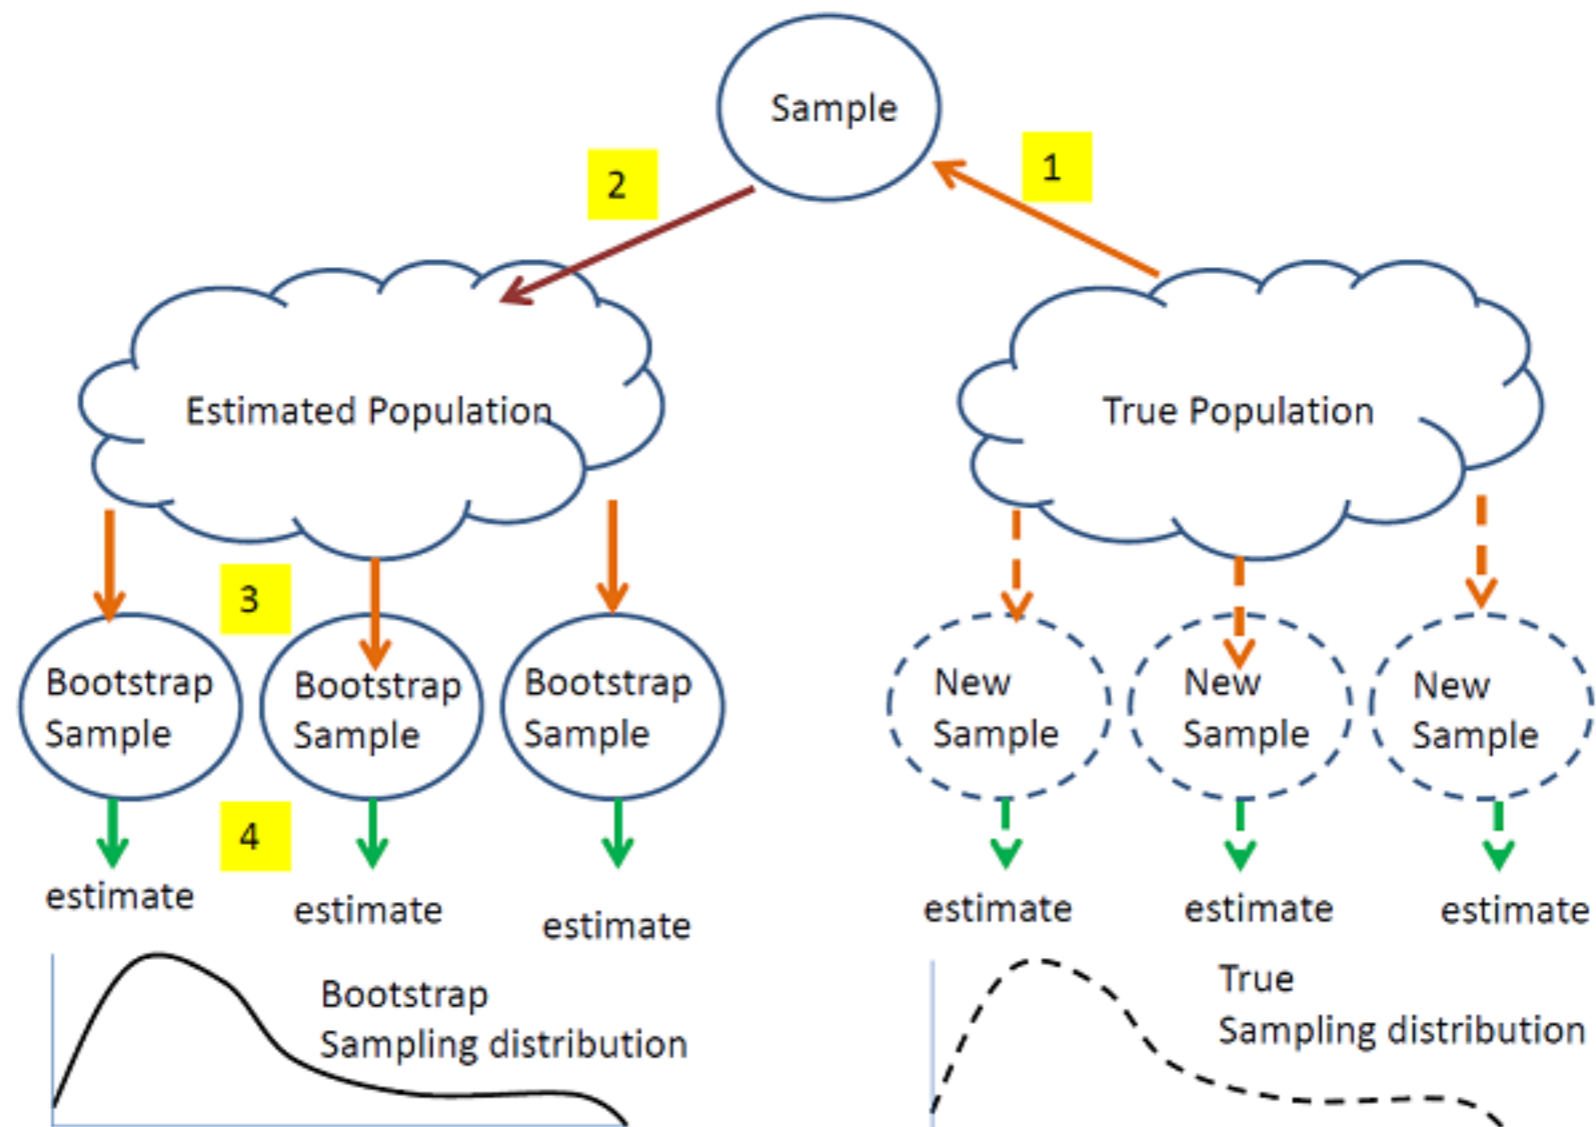 Sample
1
2
Estimated Population
True Population
3
Bootstrap
Sample
Bootstrap
Sample
Bootstrap
Sample
New
Sample
New
Sample
New
Sample
4
estimate
estimate
estimate
estimate
estimate
estimate
Bootstrap
Sampling distribution
True
Sampling distribution